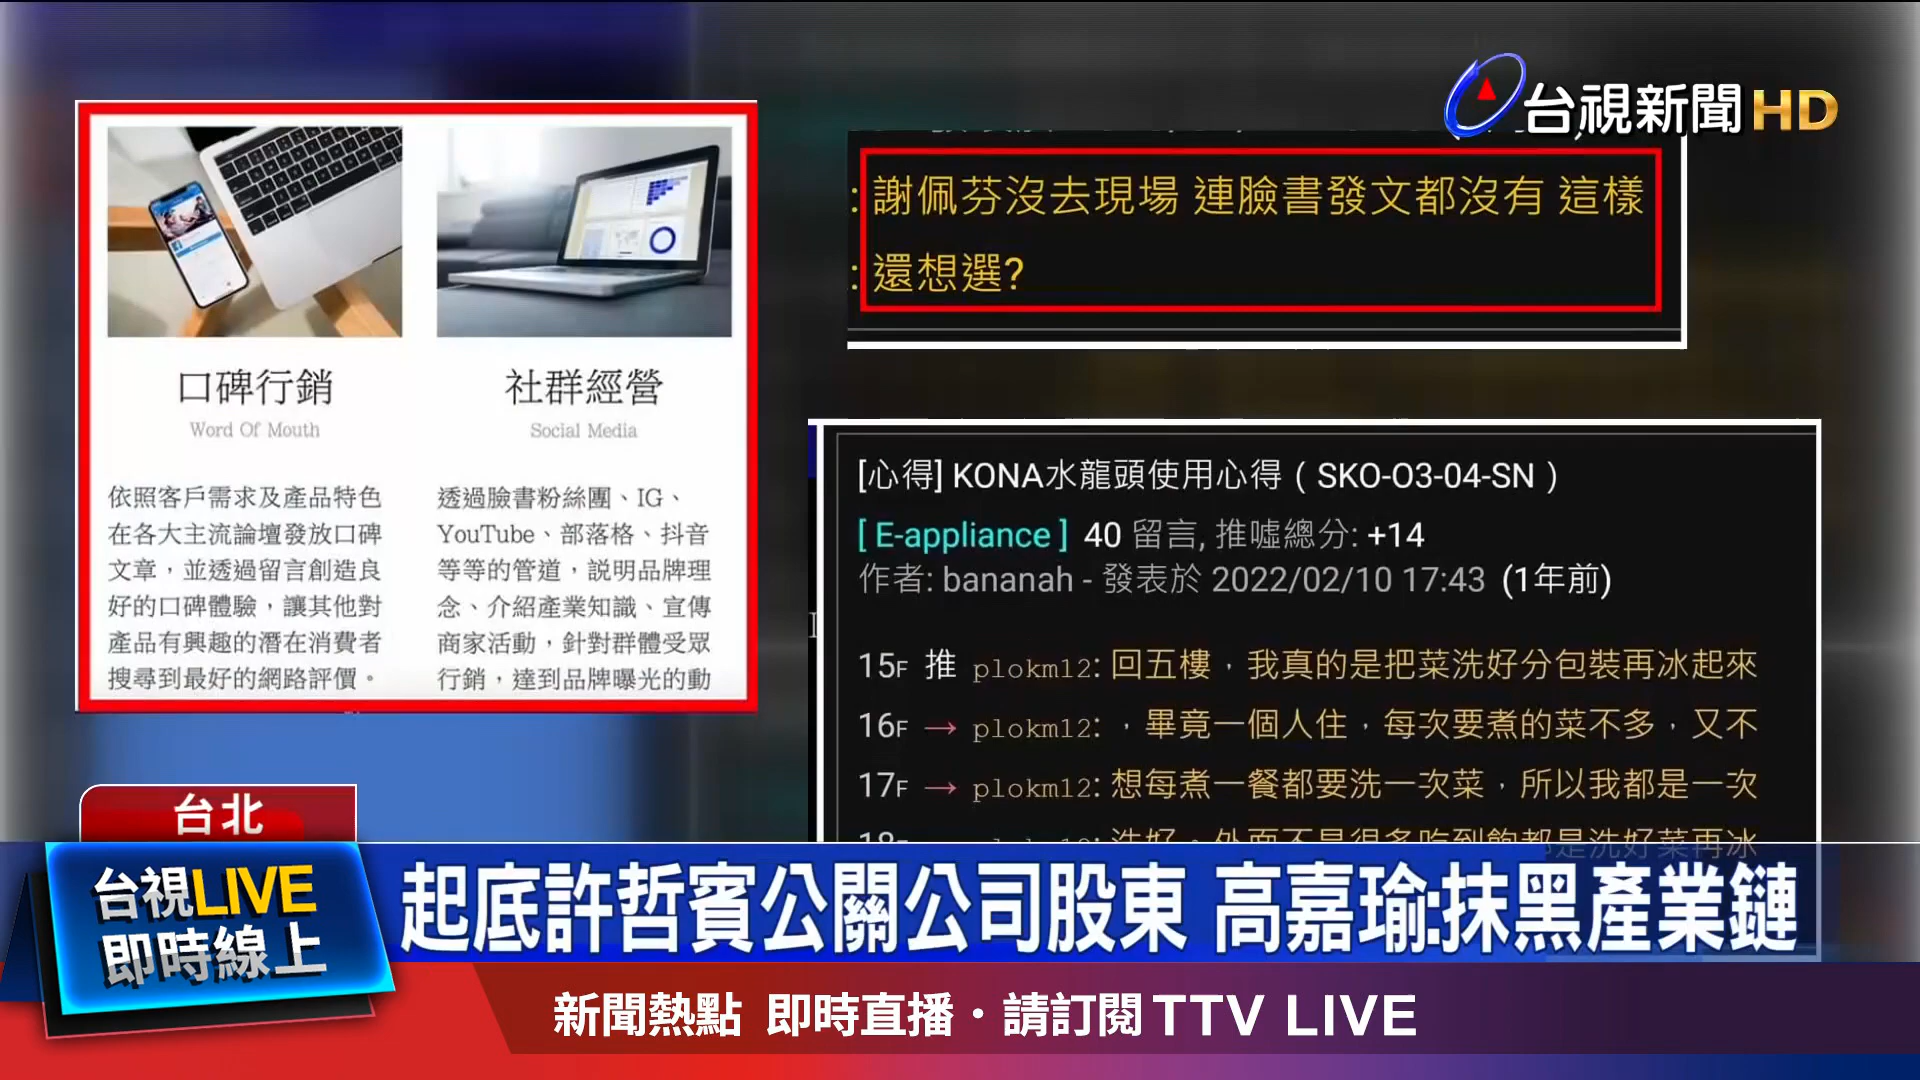 台視新聞HD
口碑行銷
Word Of Mouth
依照客戶需求及產品特色
在各大主流論壇發放口碑
文章，並透過留言創造良
好的口碑體驗，讓其他對
產品有興趣的潛在消費者
搜尋到最好的網路評價。
社群經營
Social Media
透過臉書粉絲團、IG、
YouTube、部落格、抖音
等等的管道，説明品牌理
念、介紹產業知識、宣傳
商家活動，針對群體受眾
行銷，達到品牌曝光的動
: 謝佩芬沒去現場 連臉書發文都沒有 這樣
: 還想選?
[心得] KONA水龍頭使用心得（SKO-O3-04-SN）
[ E-appliance ] 40 留言, 推噓總分: +14
作者: bananah - 發表於 2022/02/10 17:43 (1年前)
15F 推 plokm12: 回五樓，我真的是把菜洗好分包裝再冰起來
16F → plokm12: ，畢竟一個人住，每次要煮的菜不多，又不
17F → plokm12: 想每煮一餐都要洗一次菜，所以我都是一次
台北
台視LIVE
即時線上
起底許哲賓公關公司股東 高嘉瑜:抹黑產業鏈
新聞熱點 即時直播・請訂閱TTV LIVE